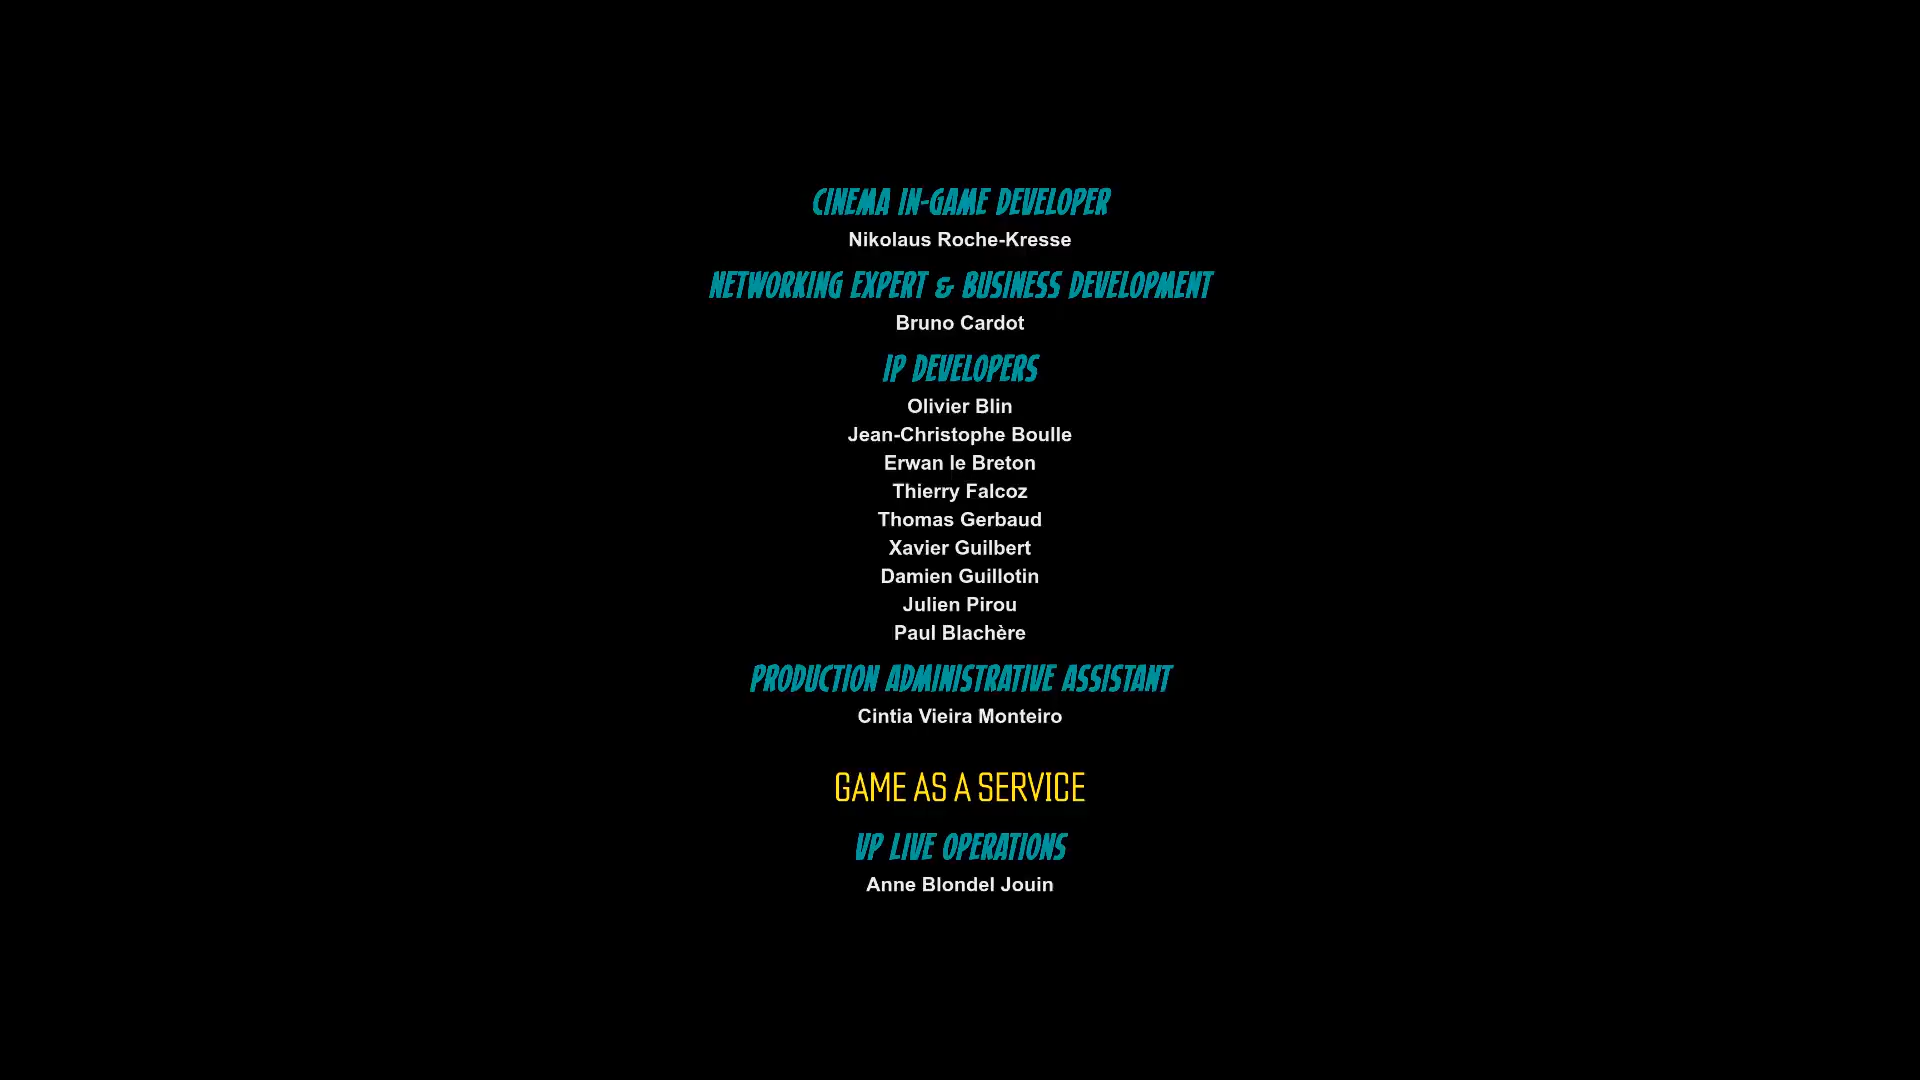 CINEMA IN-GAME DEVELOPER
Nikolaus Roche-Kresse
NETWORKING EXPERT & BUSINESS DEVELOPMENT
Bruno Cardot
IP DEVELOPERS
Olivier Blin
Jean-Christophe Boulle
Erwan le Breton
Thierry Falcoz
Thomas Gerbaud
Xavier Guilbert
Damien Guillotin
Julien Pirou
Paul Blachère
PRODUCTION ADMINISTRATIVE ASSISTANT
Cintia Vieira Monteiro
GAME AS A SERVICE
VP LIVE OPERATIONS
Anne Blondel Jouin